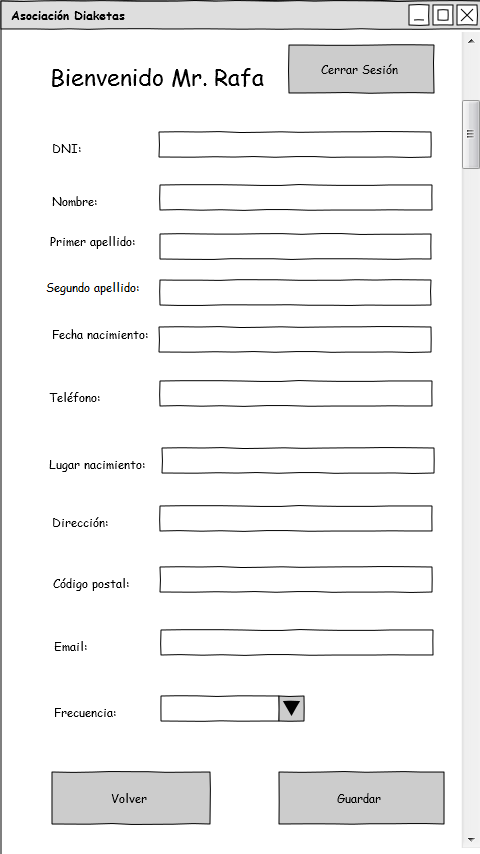 Asociación Diaketas
Bienvenido Mr. Rafa
Cerrar Sesión
DNI:
Nombre:
Primer apellido:
Segundo apellido:
Fecha nacimiento:
Teléfono:
Lugar nacimiento:
Dirección:
Código postal:
Email:
Frecuencia:
Volver
Guardar